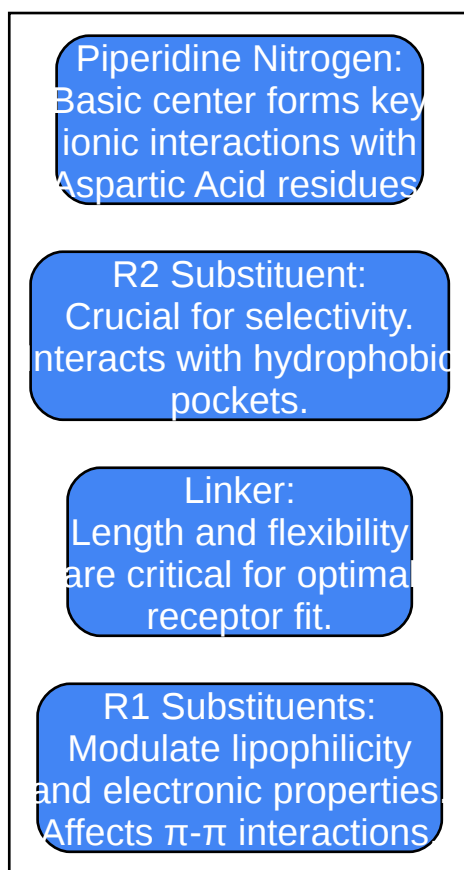 Piperidine Nitrogen:
Basic center forms key
ionic interactions with
Aspartic Acid residues
R2 Substituent:
Crucial for selectivity.
Interacts with hydrophobic
pockets.
Linker:
Length and flexibility
are critical for optimal
receptor fit.
R1 Substituents:
Modulate lipophilicity
and electronic properties.
Affects π-π interactions.